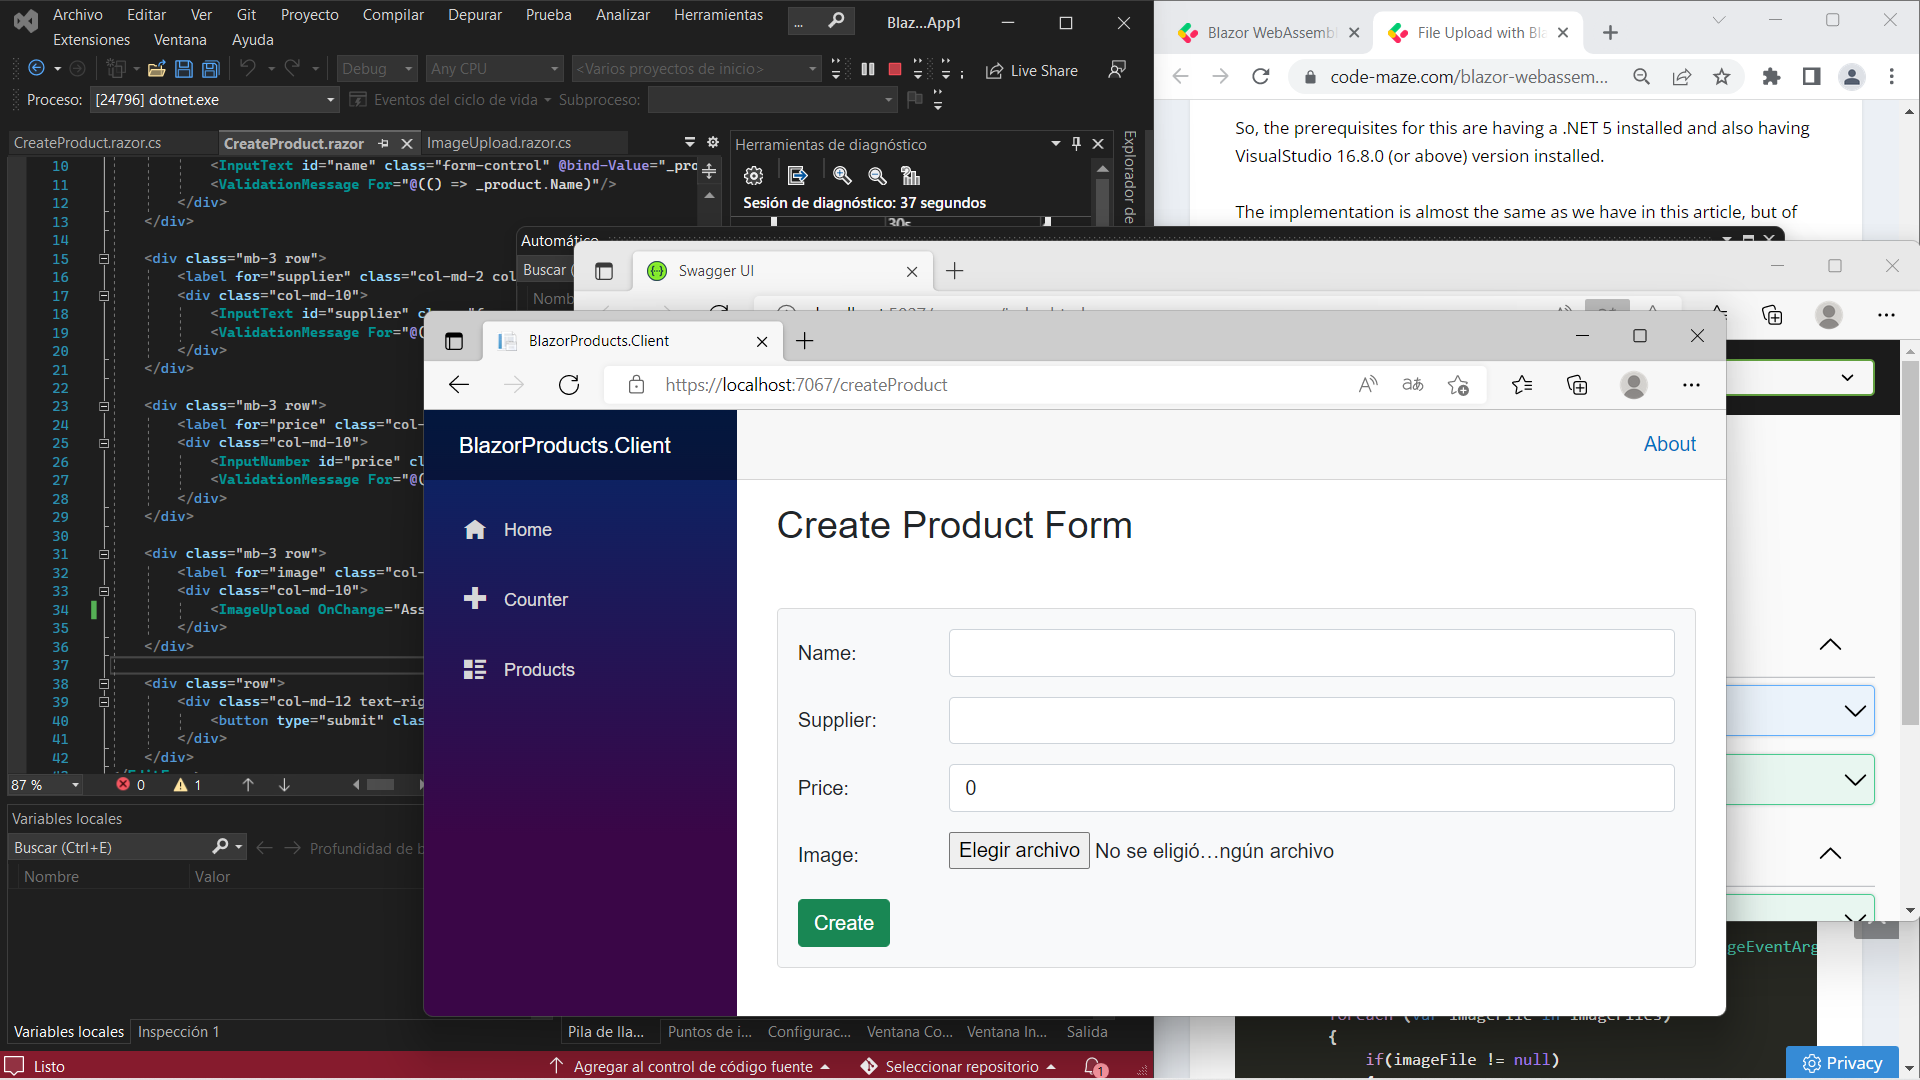 Archivo Editar Ver Git Proyecto Compilar Depurar Prueba Analizar Herramientas ... Blaz...App1
Extensiones Ventana Ayuda
Debug Any CPU <Varios proyectos de inicio> Live Share
Proceso: [24796] dotnet.exe Eventos del ciclo de vida Subproceso:
CreateProduct.razor.cs CreateProduct.razor ImageUpload.razor.cs
10 <InputText id="name" class="form-control" @bind-Value="_pro
11 <ValidationMessage For="@(() => _product.Name)"/>
12 </div>
13 </div>
14
15 <div class="mb-3 row">
16 <label for="supplier" class="col-md-2 col
17 <div class="col-md-10">
18 <InputText id="supplier"
19 <ValidationMessage For="@(
20 </div>
21 </div>
22
23 <div class="mb-3 row">
24 <label for="price" class="col-
25 <div class="col-md-10">
26 <InputNumber id="price" cl
27 <ValidationMessage For="@(
28 </div>
29 </div>
30
31 <div class="mb-3 row">
32 <label for="image" class="col-
33 <div class="col-md-10">
34 <ImageUpload OnChange="Ass
35 </div>
36 </div>
37
38 <div class="row">
39 <div class="col-md-12 text-rig
40 <button type="submit" clas
41 </div>
42 </div>
87 % 0 1
Variables locales
Buscar (Ctrl+E) Profundidad de b
Nombre Valor
Variables locales Inspección 1
Listo
Herramientas de diagnóstico
Sesión de diagnóstico: 37 segundos
30s
Explorador de
Automático
Buscar (
Nomb
Pila de lla... Puntos de i... Configurac... Ventana Co... Ventana In... Salida
Agregar al control de código fuente Seleccionar repositorio 1
Blazor WebAssembl File Upload with Bla
code-maze.com/blazor-webassem...
So, the prerequisites for this are having a .NET 5 installed and also having
VisualStudio 16.8.0 (or above) version installed.
The implementation is almost the same as we have in this article, but of
Swagger UI
BlazorProducts.Client
https://localhost:7067/createProduct
BlazorProducts.Client
About
Home
Counter
Products
Create Product Form
Name:
Supplier:
Price: 0
Image: Elegir archivo No se eligió...ngún archivo
Create
geEventArg
foreach (var imageFile in imageFiles)
{
if(imageFile != null)
Privacy